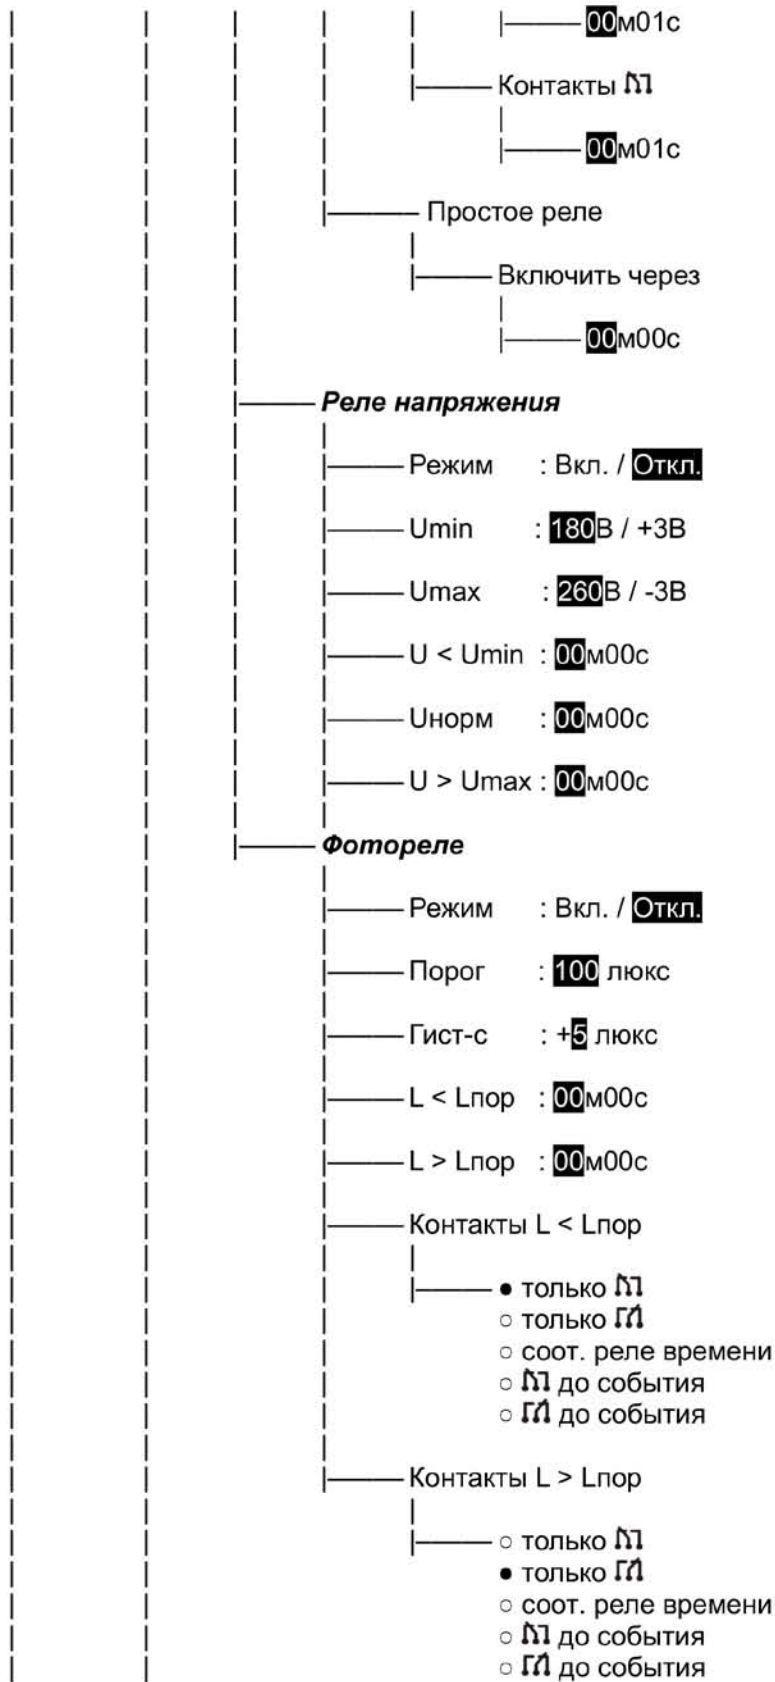 00м01с
Контакты
00м01с
Простое реле
Включить через
00м00с
Реле напряжения
Режим : Вкл. / Откл.
Umin : 180В / +3В
Umax : 260В / -3В
U < Umin : 00м00с
Uнорм : 00м00с
U > Umax : 00м00с
Фотореле
Режим : Вкл. / Откл.
Порог : 100 люкс
Гист-с : +5 люкс
L < Lпор : 00м00с
L > Lпор : 00м00с
Контакты L < Lпор
● только
○ только
○ соот. реле времени
○ до события
○ до события
Контакты L > Lпор
○ только
● только
○ соот. реле времени
○ до события
○ до события